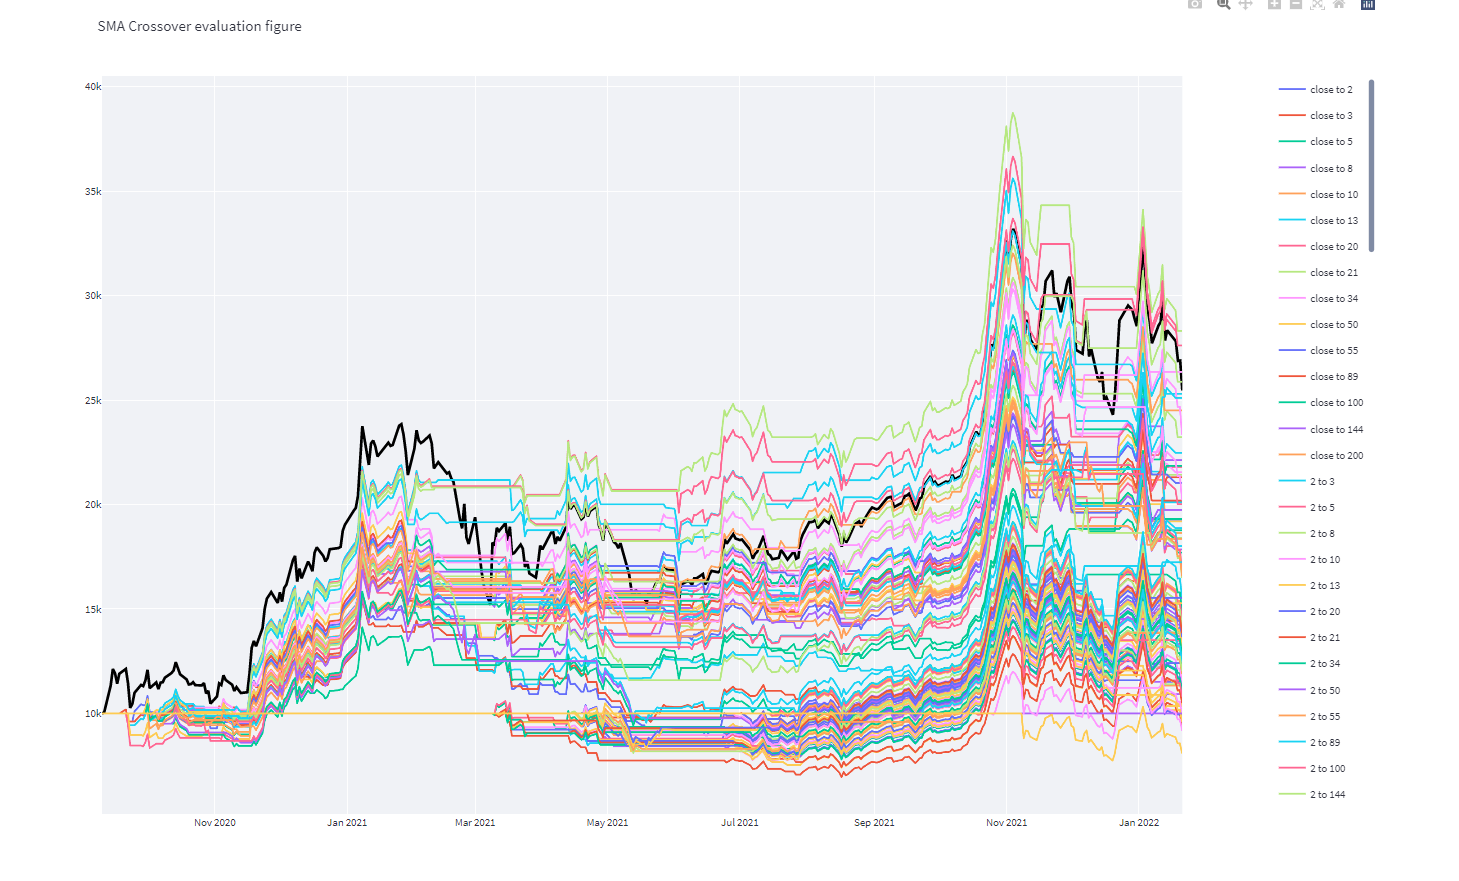 SMA Crossover evaluation figure
40k
35k
30k
25k
20k
15k
10k
Nov 2020
Jan 2021
Mar 2021
May 2021
Jul 2021
Sep 2021
Nov 2021
Jan 2022
close to 2
close to 3
close to 5
close to 8
close to 10
close to 13
close to 20
close to 21
close to 34
close to 50
close to 55
close to 89
close to 100
close to 144
close to 200
2 to 3
2 to 5
2 to 8
2 to 10
2 to 13
2 to 20
2 to 21
2 to 34
2 to 50
2 to 55
2 to 89
2 to 100
2 to 144